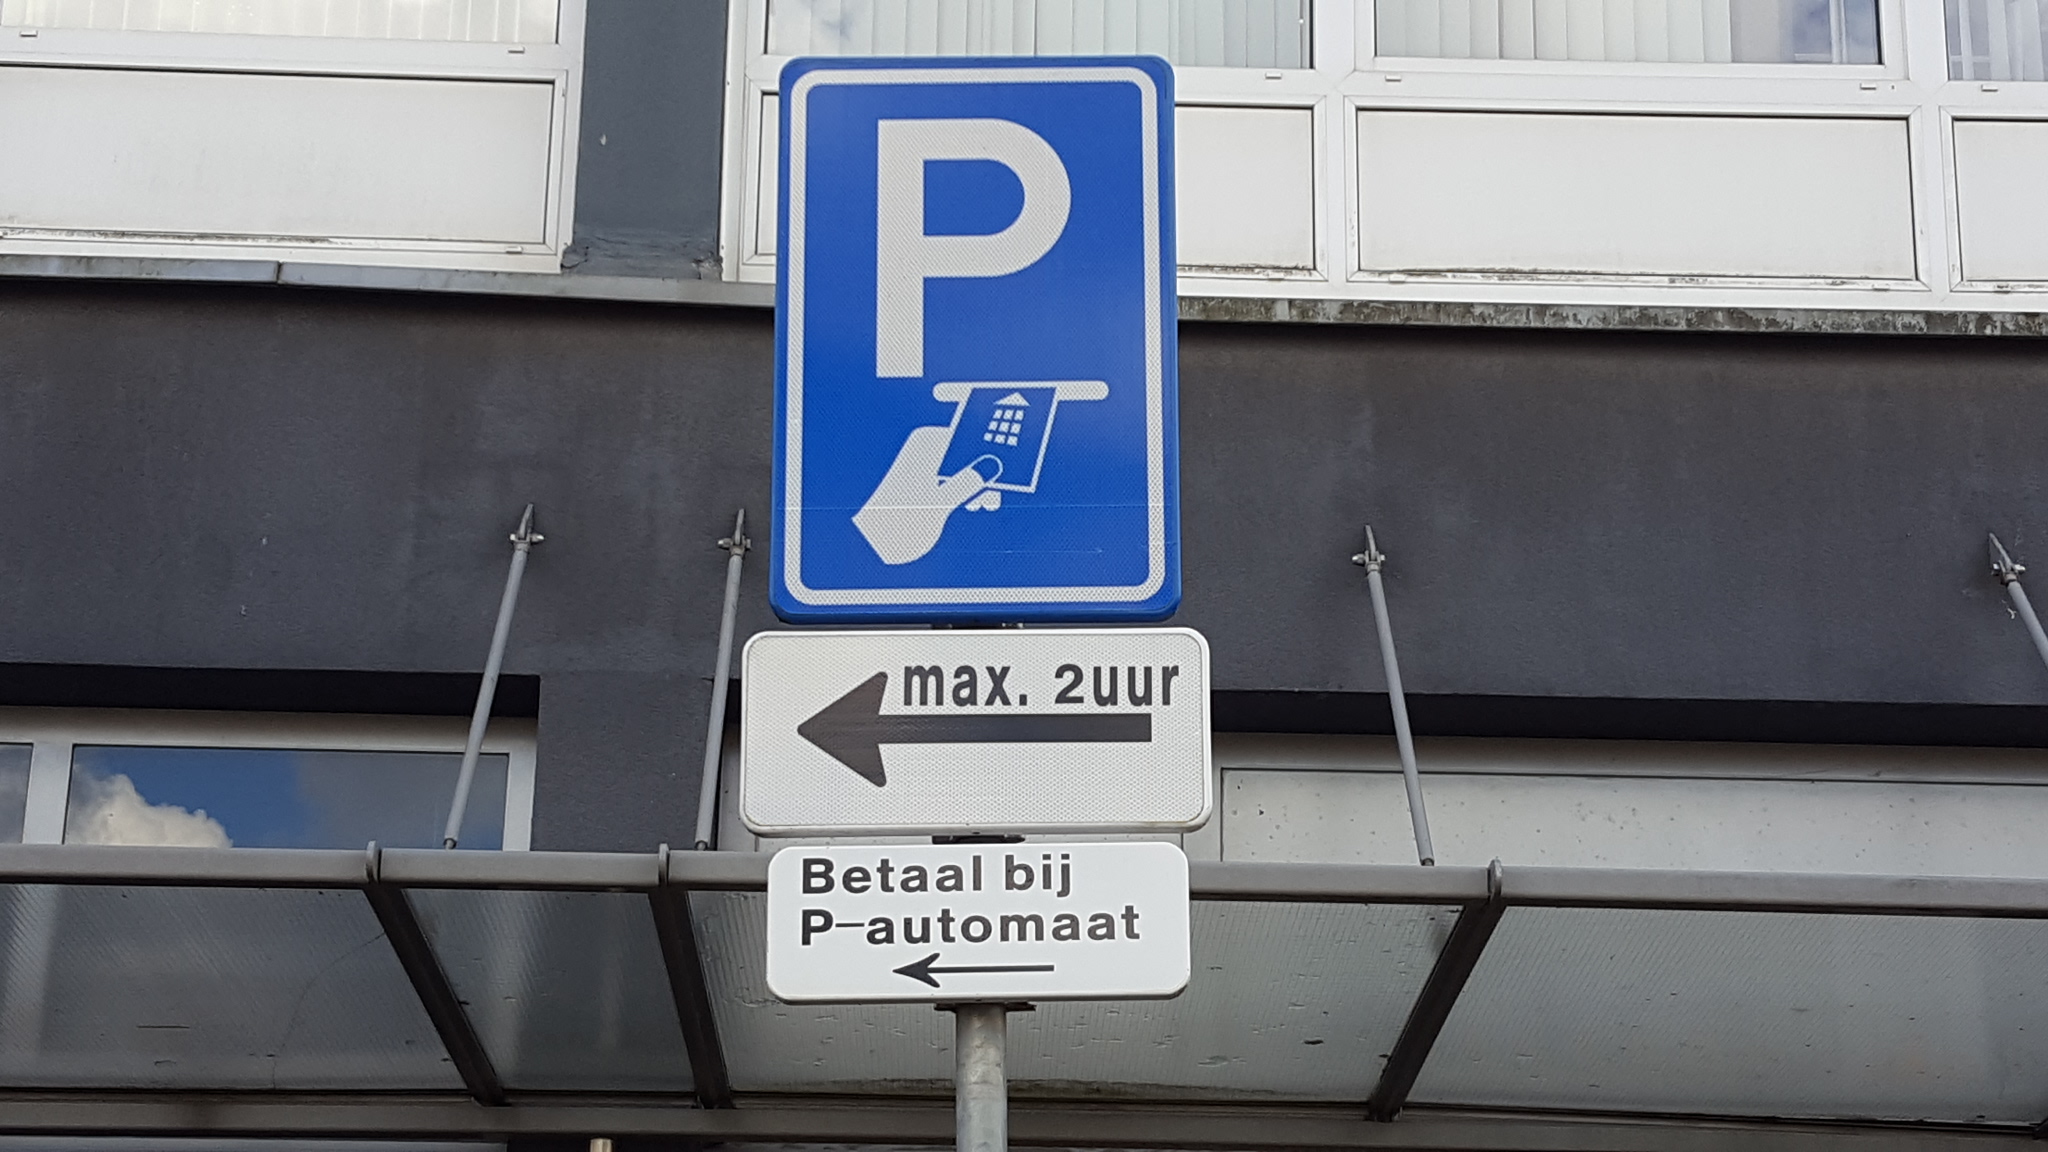 P
max. 2uur
Betaal bij
P-automaat